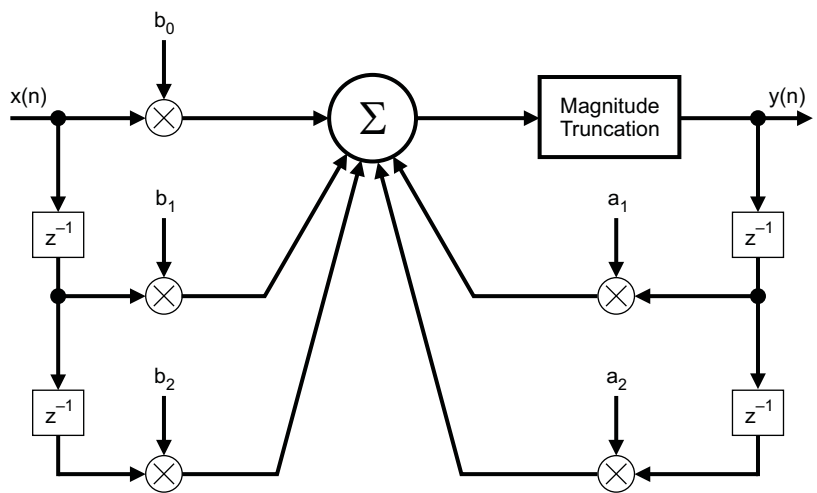 b₀
x(n)
Σ
Magnitude
Truncation
y(n)
b₁
a₁
z⁻¹
z⁻¹
b₂
a₂
z⁻¹
z⁻¹